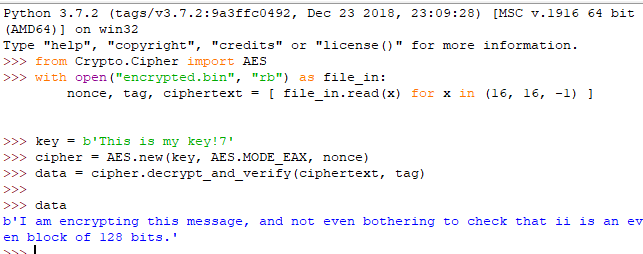 Python 3.7.2 (tags/v3.7.2:9a3ffc0492, Dec 23 2018, 23:09:28) [MSC v.1916 64 bit
(AMD64)] on win32
Type "help", "copyright", "credits" or "license()" for more information.
>>> from Crypto.Cipher import AES
>>> with open("encrypted.bin", "rb") as file_in:
        nonce, tag, ciphertext = [ file_in.read(x) for x in (16, 16, -1) ]
>>> key = b'This is my key!7'
>>> cipher = AES.new(key, AES.MODE_EAX, nonce)
>>> data = cipher.decrypt_and_verify(ciphertext, tag)
>>>
>>> data
b'I am encrypting this message, and not even bothering to check that ii is an ev
en block of 128 bits.'
>>>